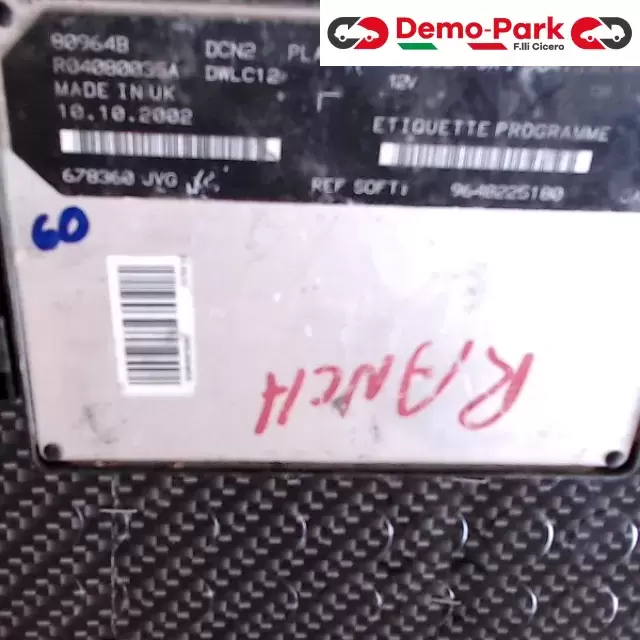 Demo-Park
F.lli Cicero
80964B DCN2
R04080035A DWLC12
MADE IN UK
12V
10.10.2002
ETIQUETTE PROGRAMME
678360 JVG
REF SOFT: 9648225180
60
RIANCH